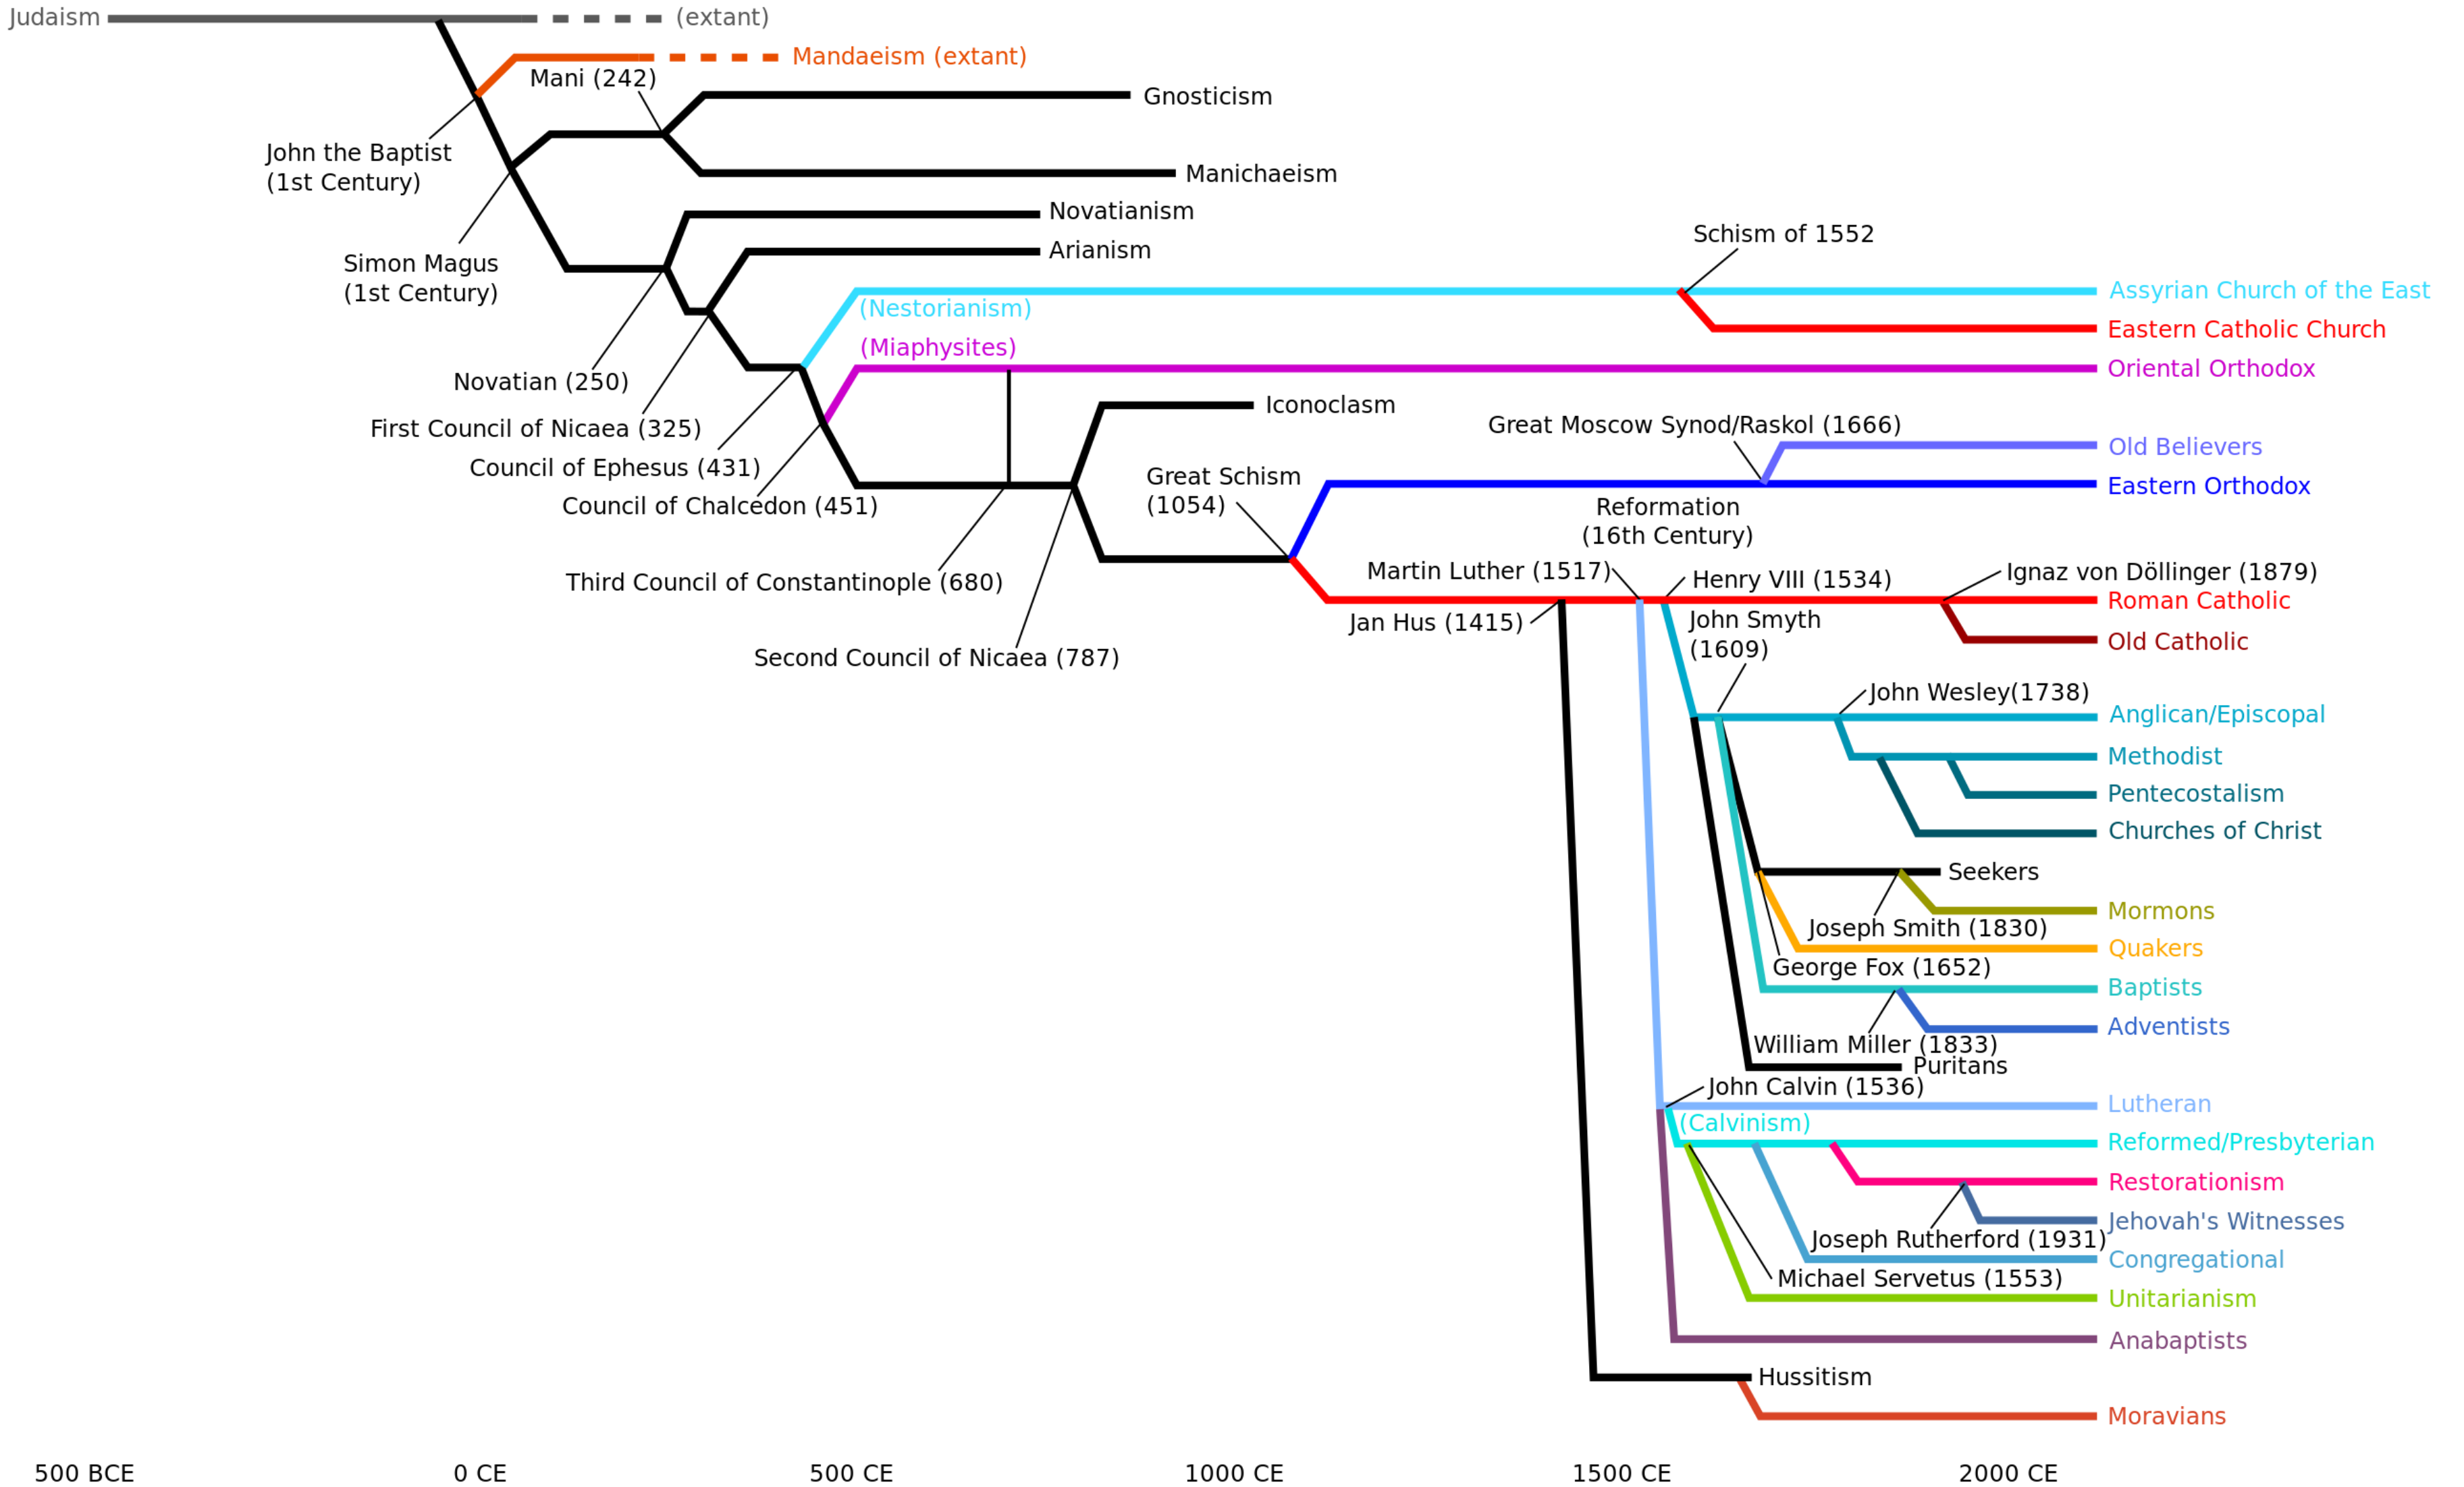 Judaism
(extant)
Mandaeism (extant)
Mani (242)
Gnosticism
John the Baptist
(1st Century)
Manichaeism
Novatianism
Schism of 1552
Arianism
Simon Magus
(1st Century)
Assyrian Church of the East
(Nestorianism)
Eastern Catholic Church
(Miaphysites)
Oriental Orthodox
Novatian (250)
Iconoclasm
First Council of Nicaea (325)
Great Moscow Synod/Raskol (1666)
Old Believers
Council of Ephesus (431)
Great Schism
(1054)
Eastern Orthodox
Council of Chalcedon (451)
Reformation
(16th Century)
Martin Luther (1517)
Henry VIII (1534)
Ignaz von Döllinger (1879)
Third Council of Constantinople (680)
Roman Catholic
Jan Hus (1415)
John Smyth
(1609)
Old Catholic
Second Council of Nicaea (787)
John Wesley(1738)
Anglican/Episcopal
Methodist
Pentecostalism
Churches of Christ
Seekers
Mormons
Joseph Smith (1830)
Quakers
George Fox (1652)
Baptists
Adventists
William Miller (1833)
Puritans
John Calvin (1536)
Lutheran
(Calvinism)
Reformed/Presbyterian
Restorationism
Jehovah's Witnesses
Joseph Rutherford (1931)
Congregational
Michael Servetus (1553)
Unitarianism
Anabaptists
Hussitism
Moravians
500 BCE
0 CE
500 CE
1000 CE
1500 CE
2000 CE